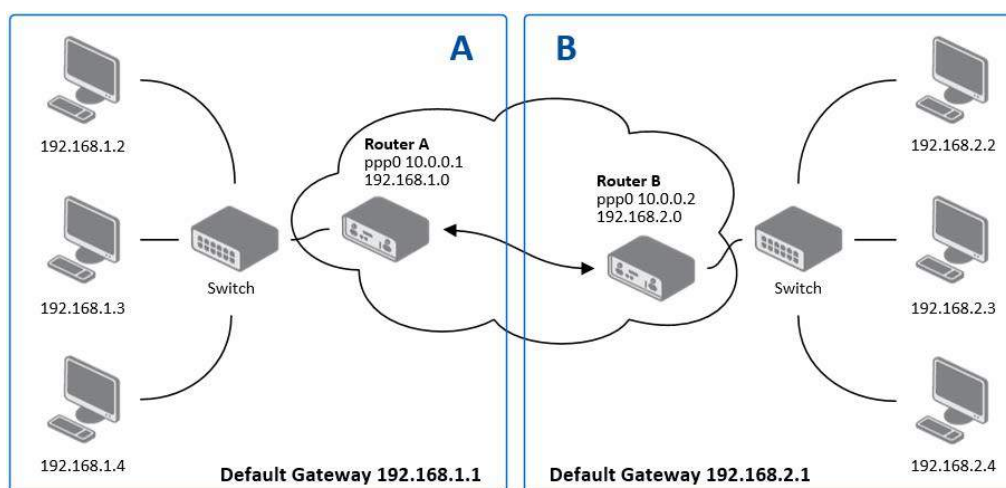 A
B
192.168.1.2
Router A
ppp0 10.0.0.1
192.168.1.0
Router B
ppp0 10.0.0.2
192.168.2.0
192.168.2.2
Switch
192.168.1.3
Switch
192.168.2.3
192.168.1.4
Default Gateway 192.168.1.1
Default Gateway 192.168.2.1
192.168.2.4